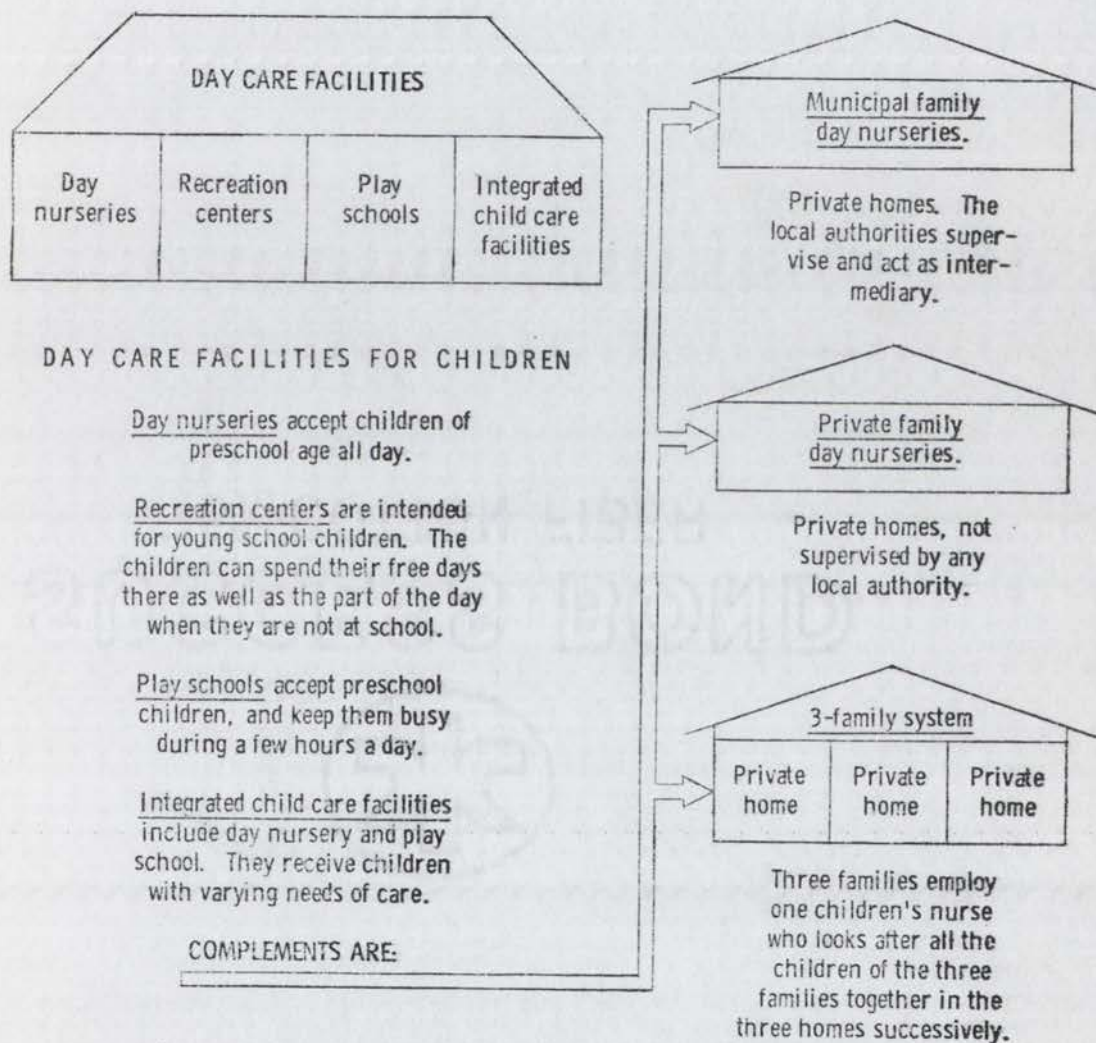 DAY CARE FACILITIES
Day
nurseries
Recreation
centers
Play
schools
Integrated
child care
facilities
DAY CARE FACILITIES FOR CHILDREN
Day nurseries accept children of
preschool age all day.
Recreation centers are intended
for young school children. The
children can spend their free days
there as well as the part of the day
when they are not at school.
Play schools accept preschool
children, and keep them busy
during a few hours a day.
Integrated child care facilities
include day nursery and play
school. They receive children
with varying needs of care.
COMPLEMENTS ARE:
Municipal family
day nurseries.
Private homes. The
local authorities super-
vise and act as inter-
mediary.
Private family
day nurseries.
Private homes, not
supervised by any
local authority.
3-family system
Private
home
Private
home
Private
home
Three families employ
one children's nurse
who looks after all the
children of the three
families together in the
three homes successively.